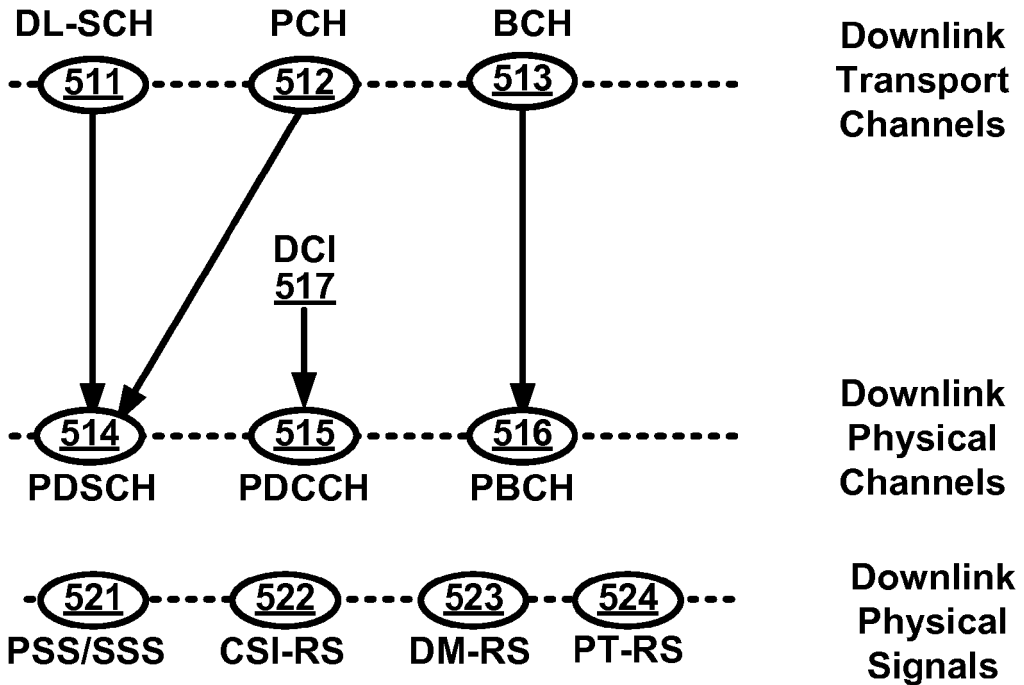 DL-SCH PCH BCH
511 512 513
Downlink
Transport
Channels
DCI
517
514 515 516
PDSCH PDCCH PBCH
Downlink
Physical
Channels
521 522 523 524
PSS/SSS CSI-RS DM-RS PT-RS
Downlink
Physical
Signals